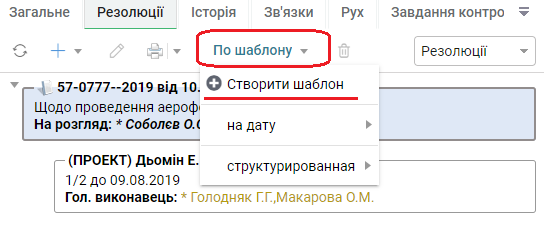 Загальне Резолюції Історія Зв'язки Рух Завдання контро
По шаблону Резолюції
Створити шаблон
57-0777--2019 від 10.
Щодо проведення аероф
на дату
На розгляд: * Соболєв О.О
структурированная
(ПРОЕКТ) Дьомін Е.
1/2 до 09.08.2019
Гол. виконавець: * Голодняк Г.Г.,Макарова О.М.